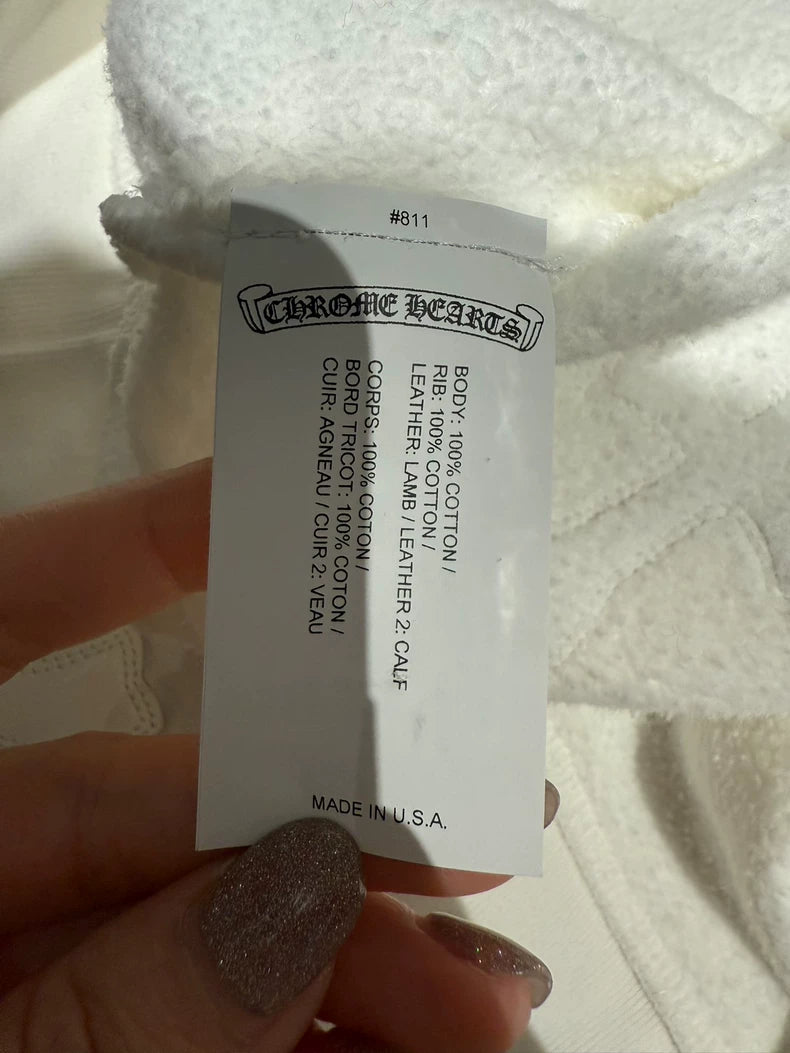 #811
CHROME HEARTS
BODY: 100% COTTON /
RIB: 100% COTTON /
LEATHER: LAMB / LEATHER 2: CALF
CORPS: 100% COTON /
BORD TRICOT: 100% COTON /
CUIR: AGNEAU / CUIR 2: VEAU
MADE IN U.S.A.